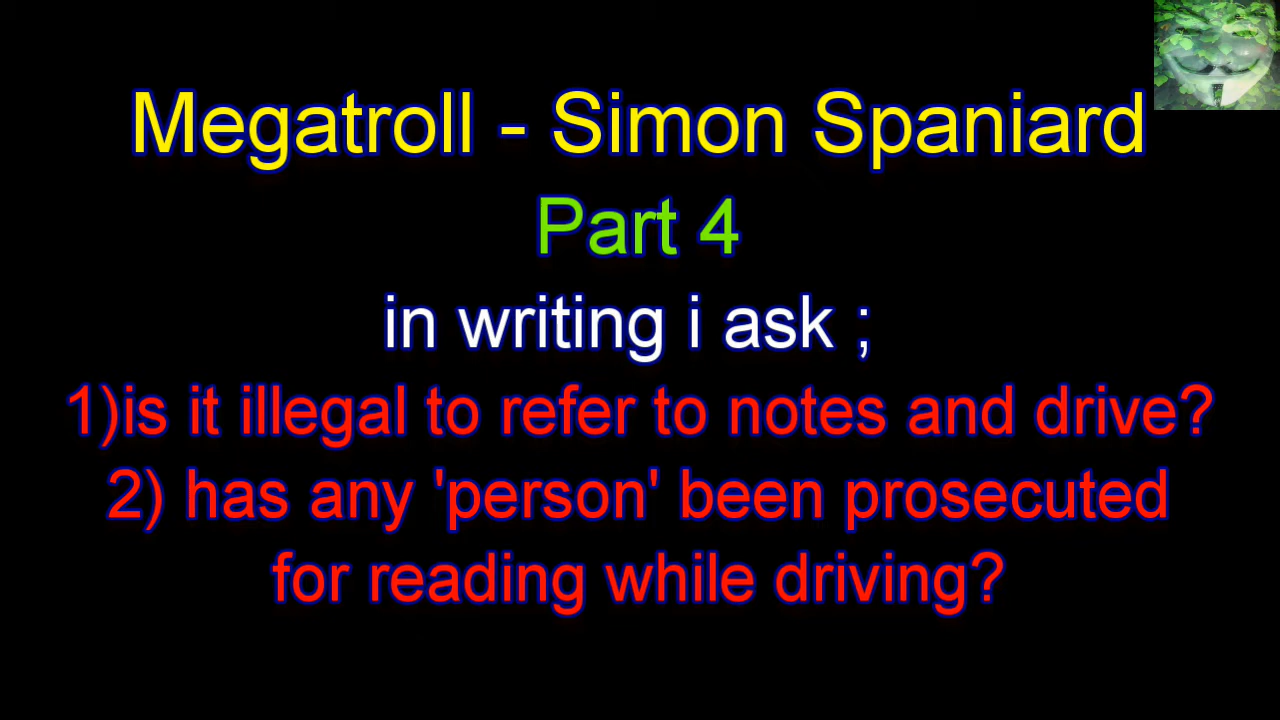 Megatroll - Simon Spaniard
Part 4
in writing i ask ;
1)is it illegal to refer to notes and drive?
2) has any 'person' been prosecuted
for reading while driving?